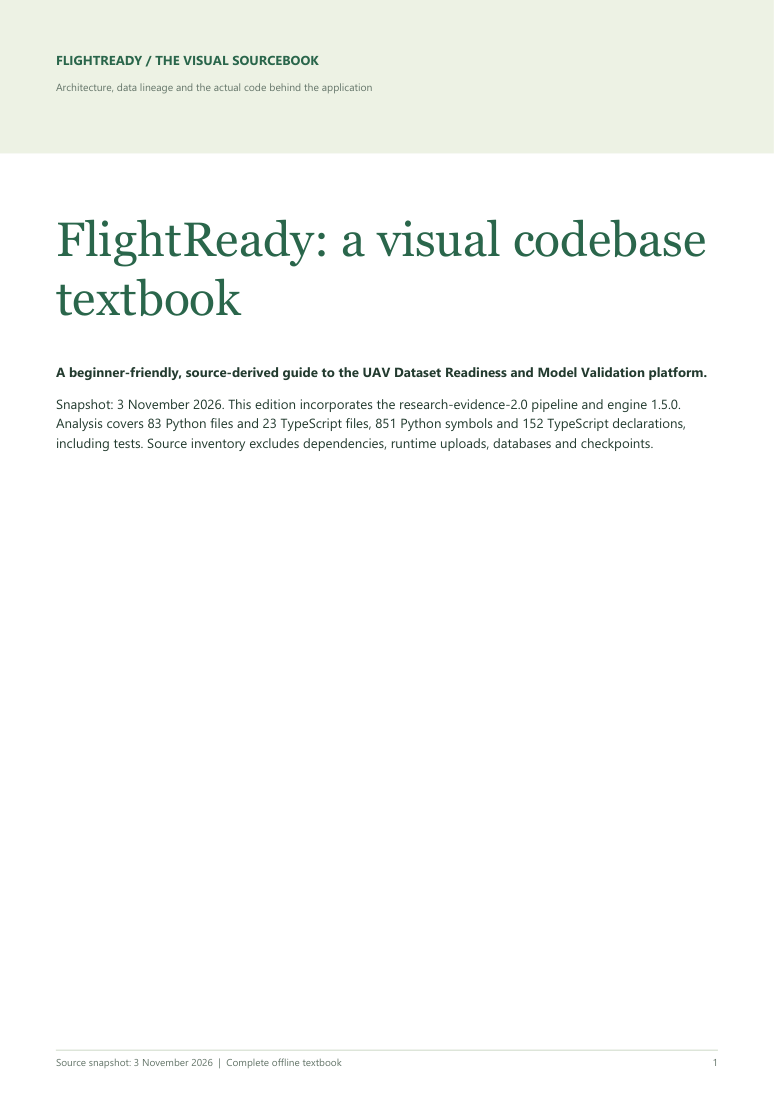 FLIGHTREADY / THE VISUAL SOURCEBOOK
Architecture, data lineage and the actual code behind the application
FlightReady: a visual codebase
textbook
A beginner-friendly, source-derived guide to the UAV Dataset Readiness and Model Validation platform.
Snapshot: 3 November 2026. This edition incorporates the research-evidence-2.0 pipeline and engine 1.5.0.
Analysis covers 83 Python files and 23 TypeScript files, 851 Python symbols and 152 TypeScript declarations,
including tests. Source inventory excludes dependencies, runtime uploads, databases and checkpoints.
Source snapshot: 3 November 2026 | Complete offline textbook
1